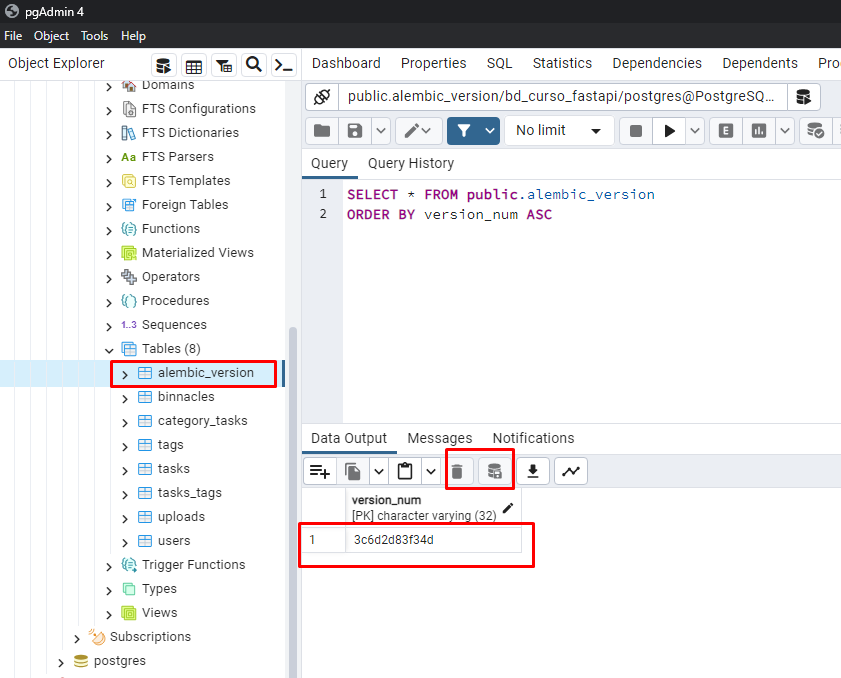 pgAdmin 4
File Object Tools Help
Object Explorer
Dashboard Properties SQL Statistics Dependencies Dependents Pro
public.alembic_version/bd_curso_fastapi/postgres@PostgreSQ...
No limit
E
Query Query History
1 SELECT * FROM public.alembic_version
2 ORDER BY version_num ASC
Domains
FTS Configurations
FTS Dictionaries
Aa FTS Parsers
FTS Templates
Foreign Tables
Functions
Materialized Views
Operators
Procedures
1..3 Sequences
Tables (8)
alembic_version
binnacles
category_tasks
tags
tasks
tasks_tags
uploads
users
Trigger Functions
Types
Views
Subscriptions
postgres
Data Output Messages Notifications
version_num
[PK] character varying (32)
1 3c6d2d83f34d